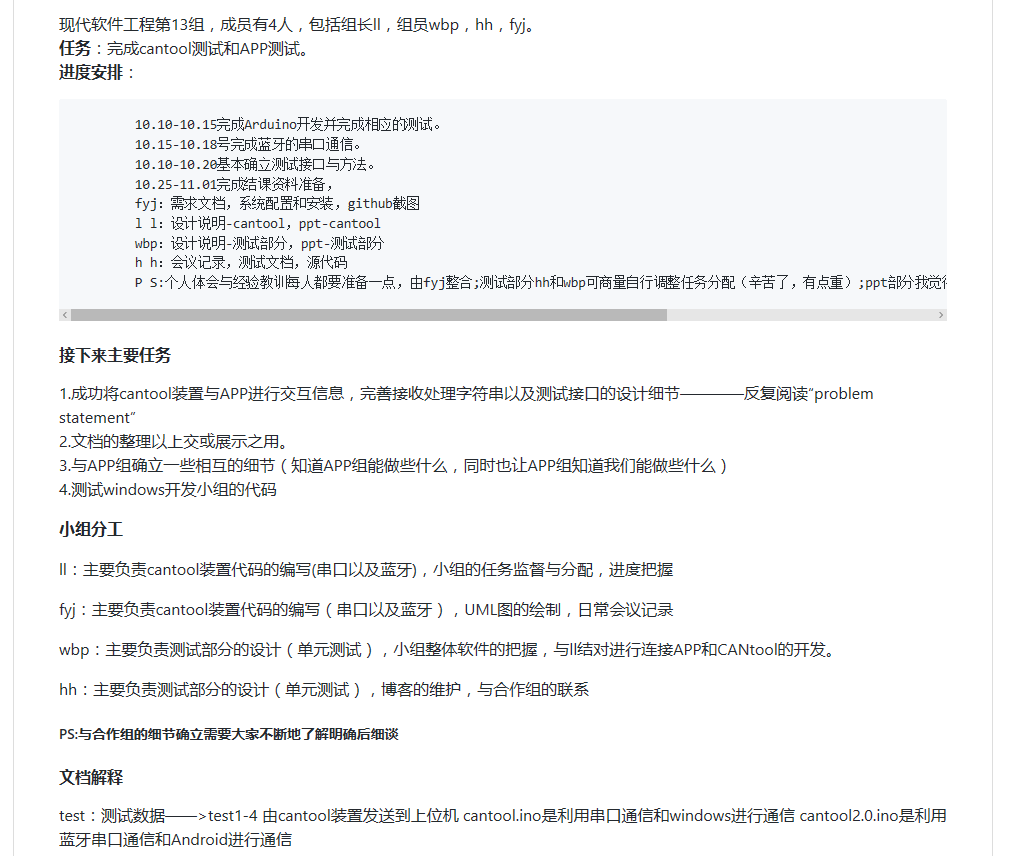 现代软件工程第13组，成员有4人，包括组长ll，组员wbp，hh，fyj。
任务：完成cantool测试和APP测试。
进度安排：
10.10-10.15完成Arduino开发并完成相应的测试。
10.15-10.18号完成蓝牙的串口通信。
10.10-10.20基本确立测试接口与方法。
10.25-11.01完成结课资料准备，
fyj：需求文档，系统配置和安装，github截图
l l：设计说明-cantool，ppt-cantool
wbp：设计说明-测试部分，ppt-测试部分
h h：会议记录，测试文档，源代码
P S:个人体会与经验教训每人都要准备一点，由fyj整合;测试部分hh和wbp可商量自行调整任务分配（辛苦了，有点重）;ppt部分我觉得
接下来主要任务
1.成功将cantool装置与APP进行交互信息，完善接收处理字符串以及测试接口的设计细节————反复阅读“problem
statement“
2.文档的整理以上交或展示之用。
3.与APP组确立一些相互的细节（知道APP组能做些什么，同时也让APP组知道我们能做些什么）
4.测试windows开发小组的代码
小组分工
ll：主要负责cantool装置代码的编写(串口以及蓝牙)，小组的任务监督与分配，进度把握
fyj：主要负责cantool装置代码的编写（串口以及蓝牙），UML图的绘制，日常会议记录
wbp：主要负责测试部分的设计（单元测试），小组整体软件的把握，与ll结对进行连接APP和CANtool的开发。
hh：主要负责测试部分的设计（单元测试），博客的维护，与合作组的联系
PS:与合作组的细节确立需要大家不断地了解明确后细谈
文档解释
test：测试数据——>test1-4 由cantool装置发送到上位机 cantool.ino是利用串口通信和windows进行通信 cantool2.0.ino是利用
蓝牙串口通信和Android进行通信